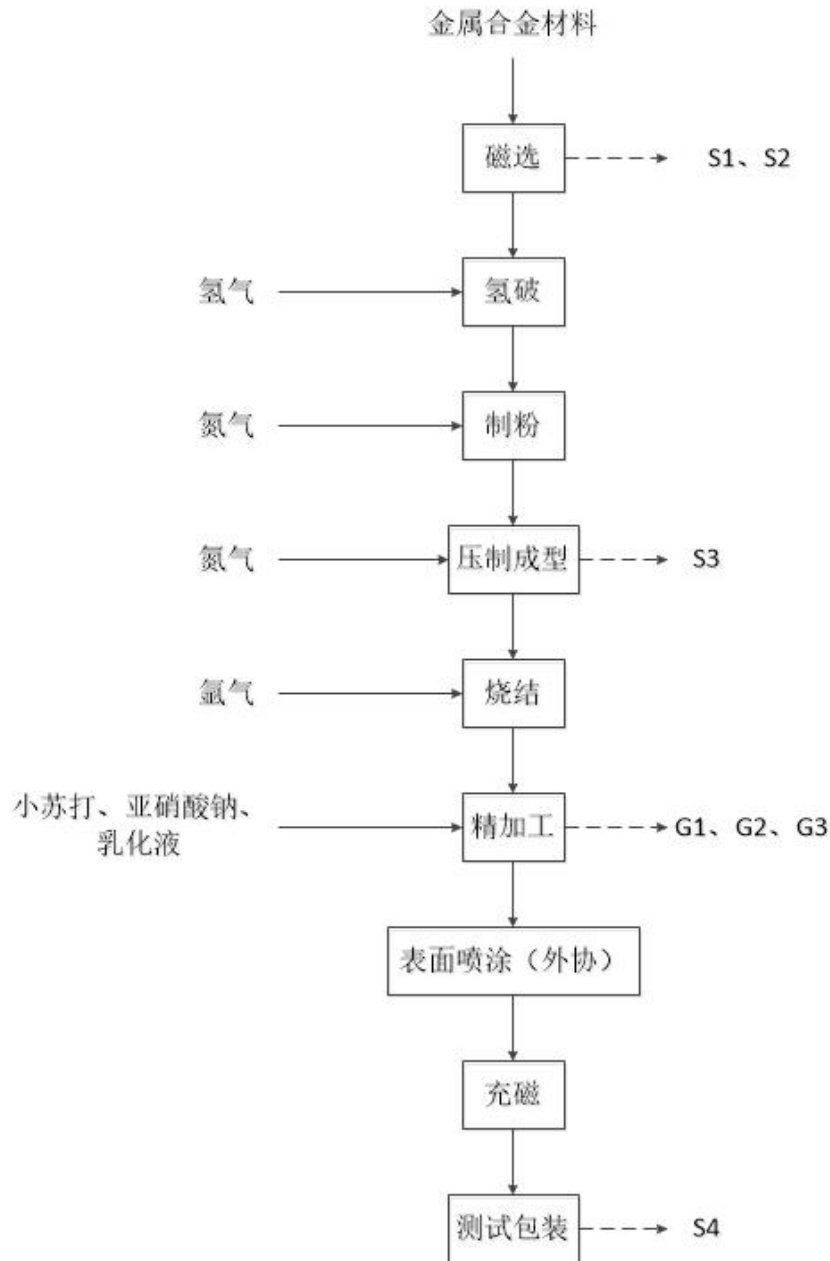 金属合金材料
磁选
S1、S2
氢气
氢破
氮气
制粉
氮气
压制成型
S3
氩气
烧结
小苏打、亚硝酸钠、
乳化液
精加工
G1、G2、G3
表面喷涂（外协）
充磁
测试包装
S4